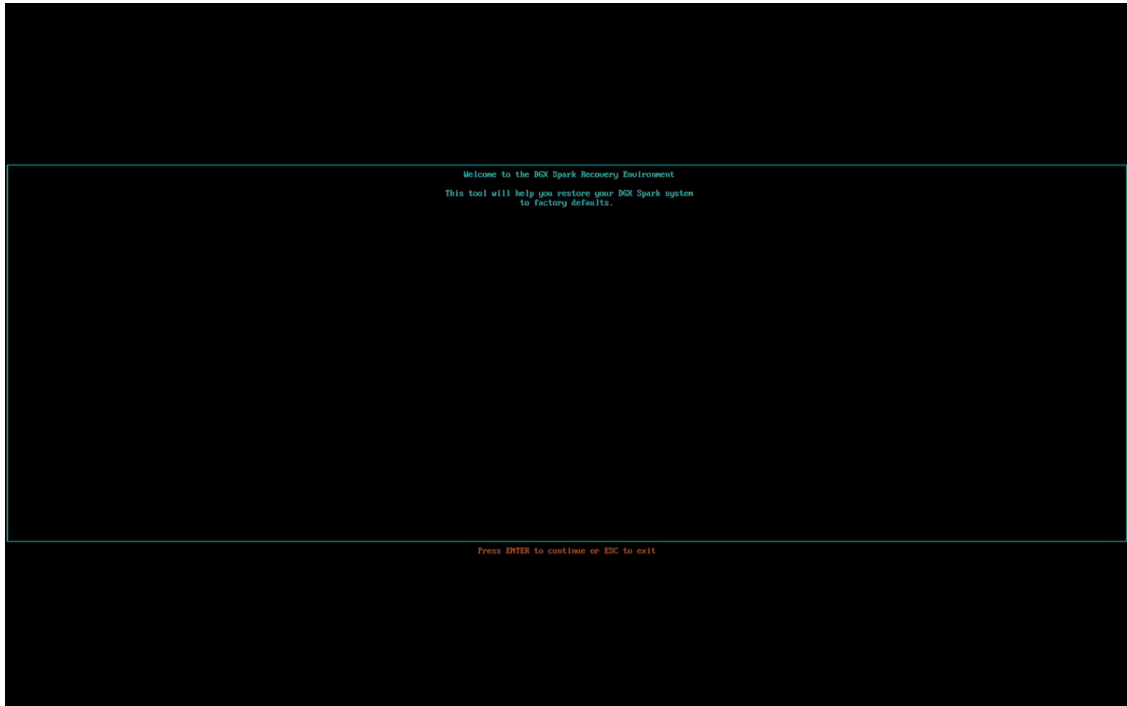 Welcome to the DGX Spark Recovery Environment
This tool will help you restore your DGX Spark system
to factory defaults.
Press ENTER to continue or ESC to exit